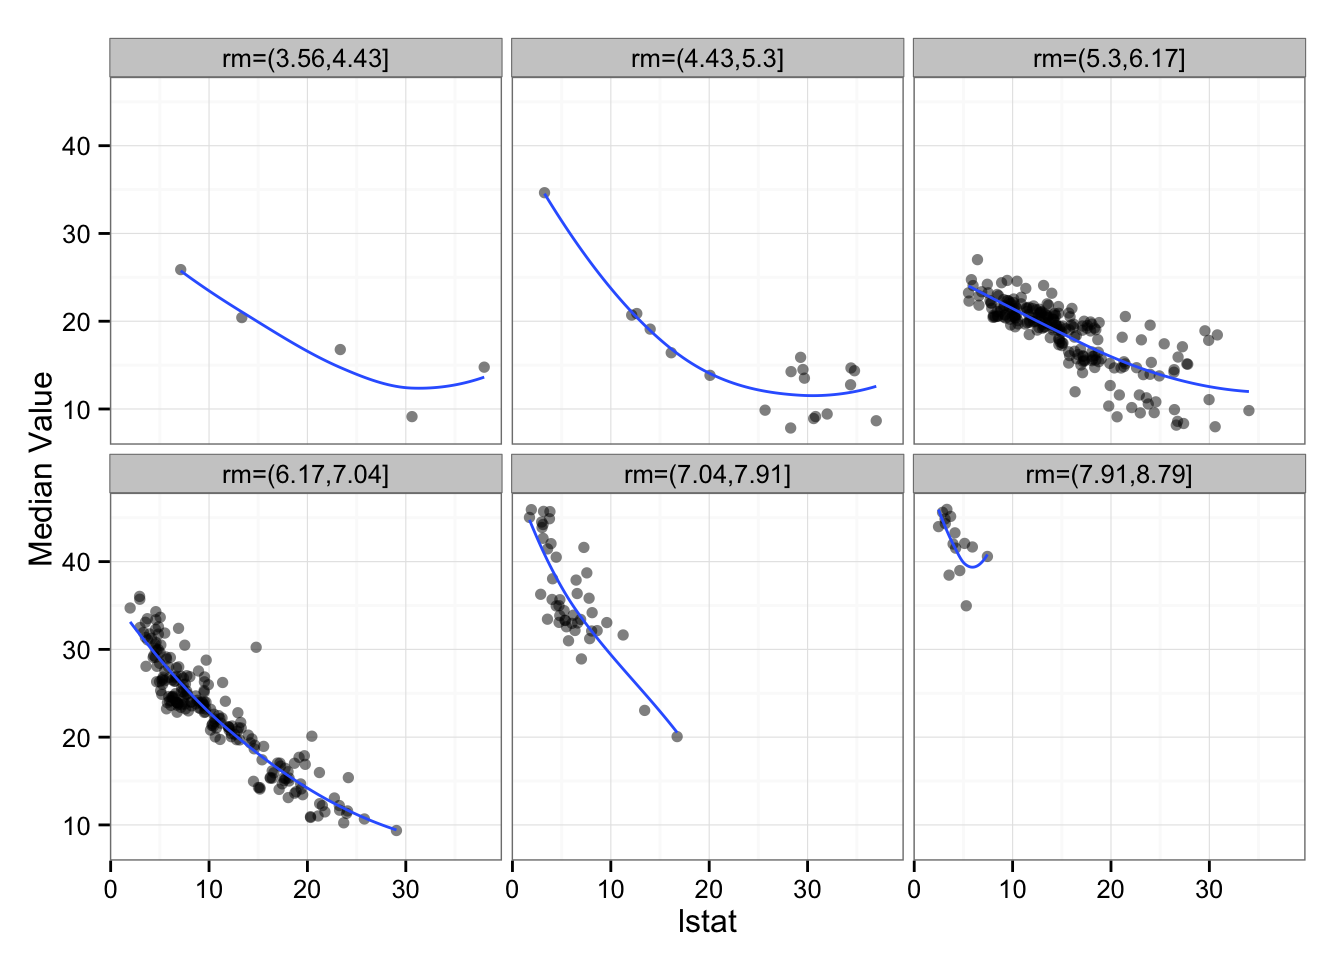 rm=(3.56,4.43]
rm=(4.43,5.3]
rm=(5.3,6.17]
40
30
20
10
rm=(6.17,7.04]
rm=(7.04,7.91]
rm=(7.91,8.79]
40
30
20
10
Median Value
0 10 20 30
0 10 20 30
0 10 20 30
lstat